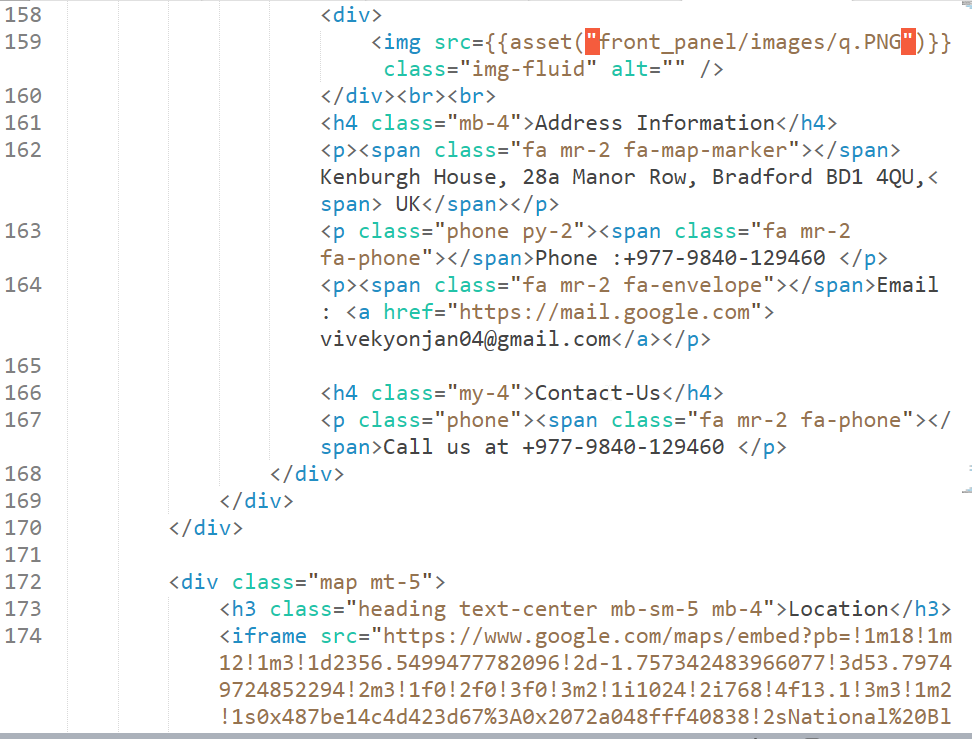 158 <div>
159 <img src={{asset("front_panel/images/q.PNG")}}
class="img-fluid" alt="" />
160 </div><br><br>
161 <h4 class="mb-4">Address Information</h4>
162 <p><span class="fa mr-2 fa-map-marker"></span>
Kenburgh House, 28a Manor Row, Bradford BD1 4QU,<
span> UK</span></p>
163 <p class="phone py-2"><span class="fa mr-2
fa-phone"></span>Phone :+977-9840-129460 </p>
164 <p><span class="fa mr-2 fa-envelope"></span>Email
: <a href="https://mail.google.com">
vivekyonjan04@gmail.com</a></p>
165
166 <h4 class="my-4">Contact-Us</h4>
167 <p class="phone"><span class="fa mr-2 fa-phone"></
span>Call us at +977-9840-129460 </p>
168 </div>
169 </div>
170 </div>
171
172 <div class="map mt-5">
173 <h3 class="heading text-center mb-sm-5 mb-4">Location</h3>
174 <iframe src="https://www.google.com/maps/embed?pb=!1m18!1m
12!1m3!1d2356.5499477782096!2d-1.757342483966077!3d53.7974
9724852294!2m3!1f0!2f0!3f0!3m2!1i1024!2i768!4f13.1!3m3!1m2
!1s0x487be14c4d423d67%3A0x2072a048fff40838!2sNational%20Bl